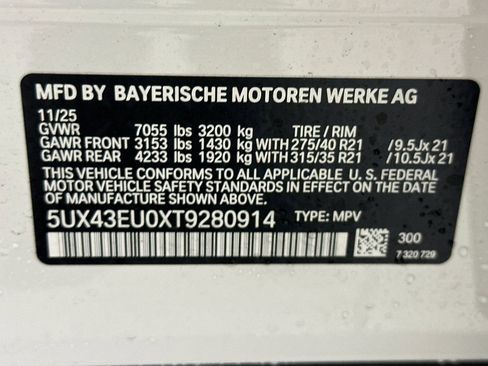 MFD BY BAYERISCHE MOTOREN WERKE AG
11/25
GVWR 7055 lbs 3200 kg TIRE / RIM
GAWR FRONT 3153 lbs 1430 kg WITH 275/40 R21 /9.5Jx 21
GAWR REAR 4233 lbs 1920 kg WITH 315/35 R21 /10.5Jx 21
THIS VEHICLE CONFORMS TO ALL APPLICABLE U. S. FEDERAL
MOTOR VEHICLE SAFETY STANDARDS IN EFFECT ON THE DATE
OF MANUFACTURE SHOWN ABOVE.
5UX43EU0XT9280914 TYPE: MPV
300
7 320 729